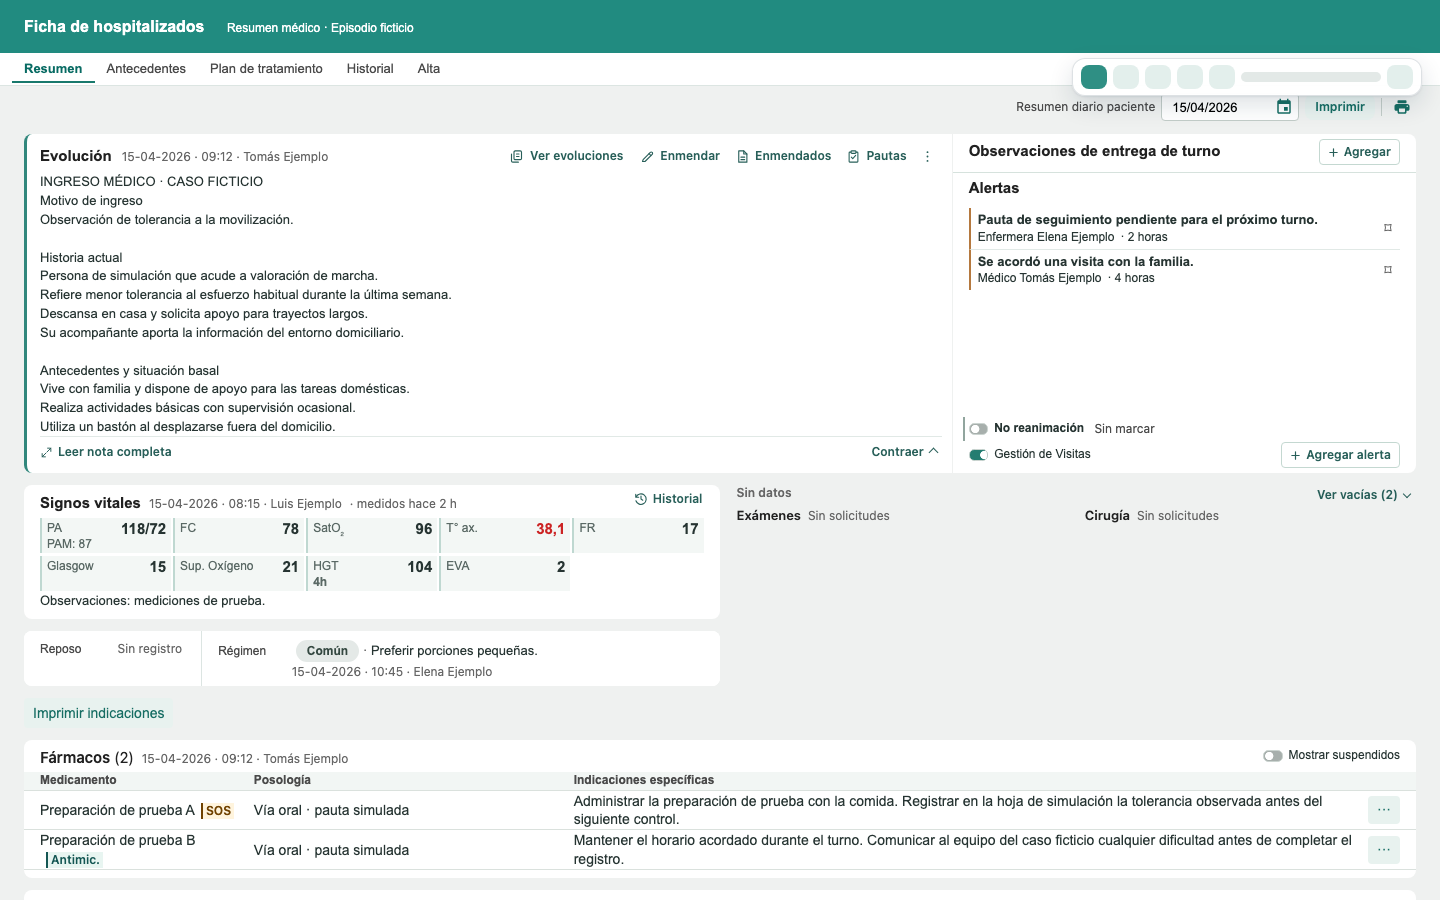 Ficha de hospitalizados Resumen médico · Episodio ficticio
Resumen Antecedentes Plan de tratamiento Historial Alta
Resumen diario paciente 15/04/2026 Imprimir
Evolución 15-04-2026 · 09:12 · Tomás Ejemplo Ver evoluciones Enmendar Enmendados Pautas
INGRESO MÉDICO · CASO FICTICIO
Motivo de ingreso
Observación de tolerancia a la movilización.
Historia actual
Persona de simulación que acude a valoración de marcha.
Refiere menor tolerancia al esfuerzo habitual durante la última semana.
Descansa en casa y solicita apoyo para trayectos largos.
Su acompañante aporta la información del entorno domiciliario.
Antecedentes y situación basal
Vive con familia y dispone de apoyo para las tareas domésticas.
Realiza actividades básicas con supervisión ocasional.
Utiliza un bastón al desplazarse fuera del domicilio.
Leer nota completa Contraer
Observaciones de entrega de turno + Agregar
Alertas
Pauta de seguimiento pendiente para el próximo turno.
Enfermera Elena Ejemplo · 2 horas
Se acordó una visita con la familia.
Médico Tomás Ejemplo · 4 horas
No reanimación Sin marcar
Gestión de Visitas + Agregar alerta
Signos vitales 15-04-2026 · 08:15 · Luis Ejemplo · medidos hace 2 h Historial
PA 118/72 FC 78 SatO₂ 96 T° ax. 38,1 FR 17
PAM: 87
Glasgow 15 Sup. Oxígeno 21 HGT 104 EVA 2
4h
Observaciones: mediciones de prueba.
Sin datos Ver vacías (2)
Exámenes Sin solicitudes Cirugía Sin solicitudes
Reposo Sin registro Régimen Común · Preferir porciones pequeñas.
15-04-2026 · 10:45 · Elena Ejemplo
Imprimir indicaciones
Fármacos (2) 15-04-2026 · 09:12 · Tomás Ejemplo Mostrar suspendidos
Medicamento Posología Indicaciones específicas
Preparación de prueba A SOS Vía oral · pauta simulada Administrar la preparación de prueba con la comida. Registrar en la hoja de simulación la tolerancia observada antes del
siguiente control.
Preparación de prueba B Vía oral · pauta simulada Mantener el horario acordado durante el turno. Comunicar al equipo del caso ficticio cualquier dificultad antes de completar el
Antimic. registro.